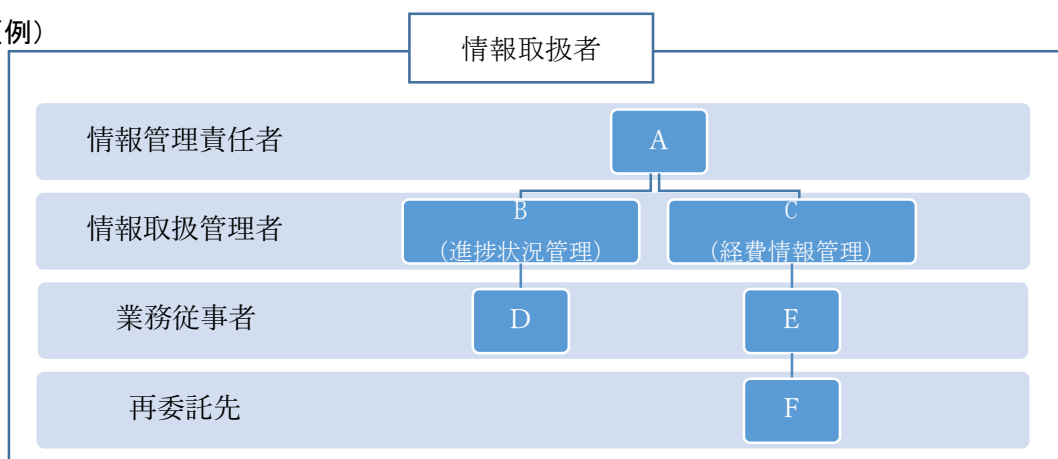 (例)
情報取扱者
情報管理責任者
A
情報取扱管理者
B
(進捗状況管理)
C
(経費情報管理)
業務従事者
D
E
再委託先
F